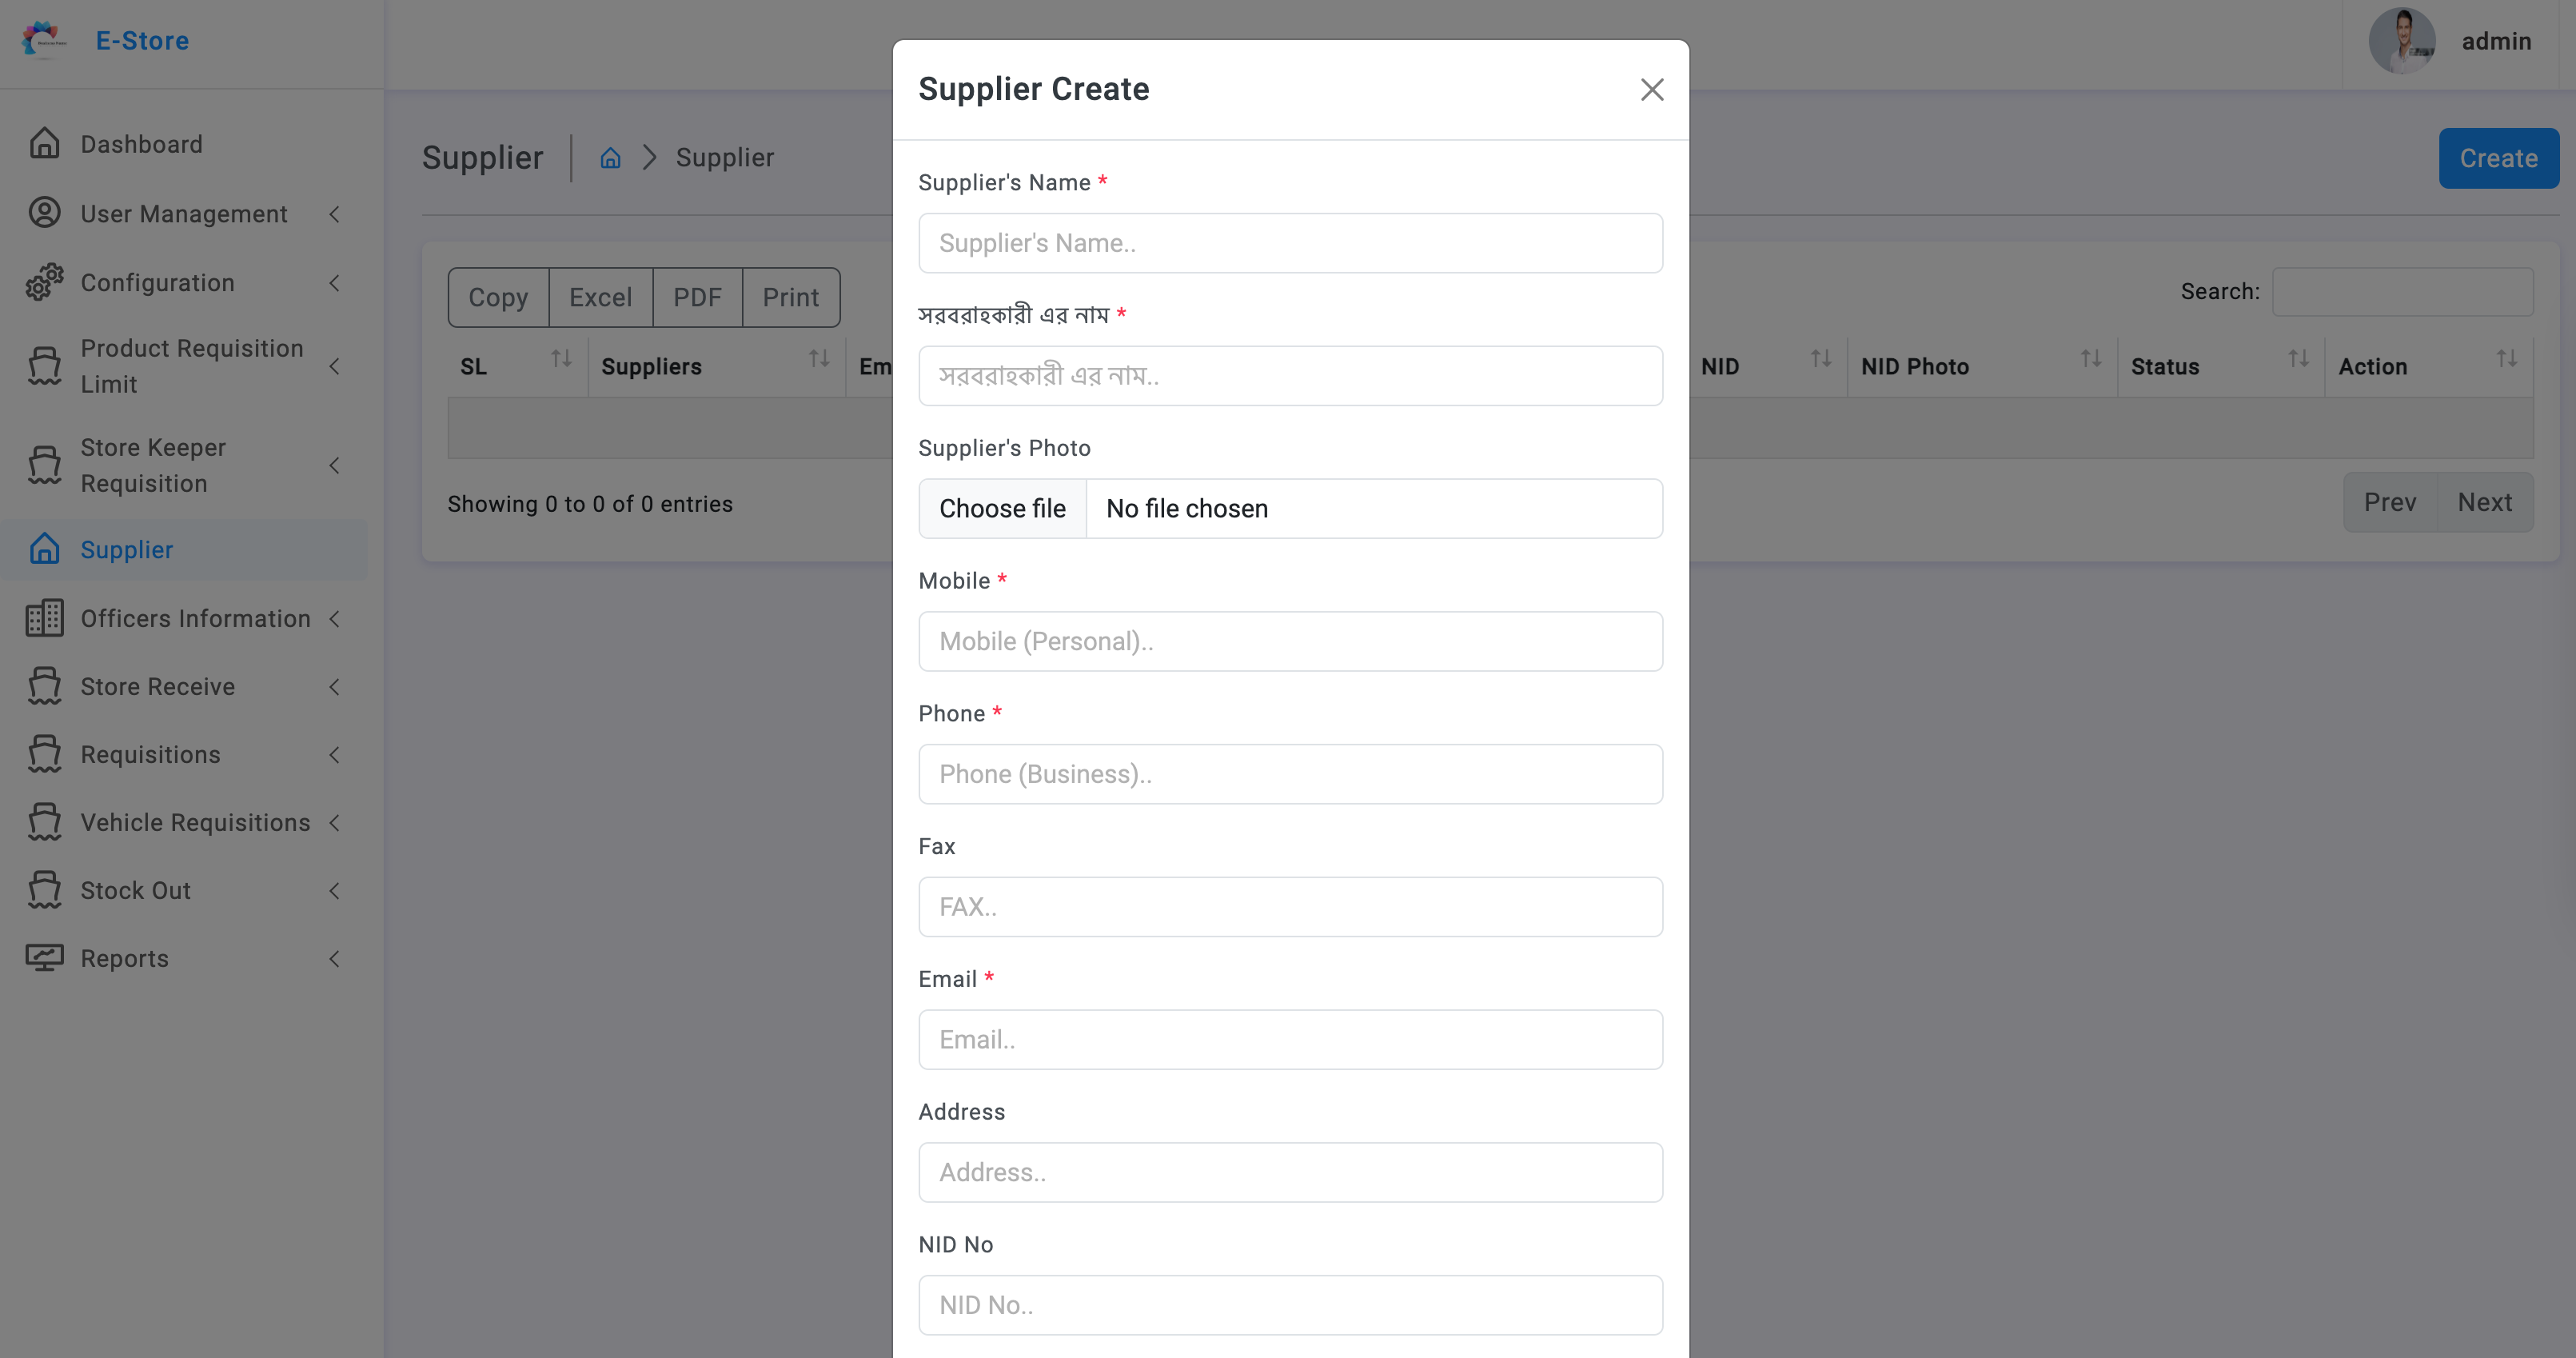 E-Store
admin
Dashboard
User Management
Configuration
Product Requisition
Limit
Store Keeper
Requisition
Supplier
Officers Information
Store Receive
Requisitions
Vehicle Requisitions
Stock Out
Reports
Supplier
Supplier
Create
Copy Excel PDF Print
Search:
SL Suppliers Em NID NID Photo Status Action
Showing 0 to 0 of 0 entries
Prev Next
Supplier Create
Supplier's Name *
Supplier's Name..
সরবরাহকারী এর নাম *
সরবরাহকারী এর নাম..
Supplier's Photo
Choose file No file chosen
Mobile *
Mobile (Personal)..
Phone *
Phone (Business)..
Fax
FAX..
Email *
Email..
Address
Address..
NID No
NID No..